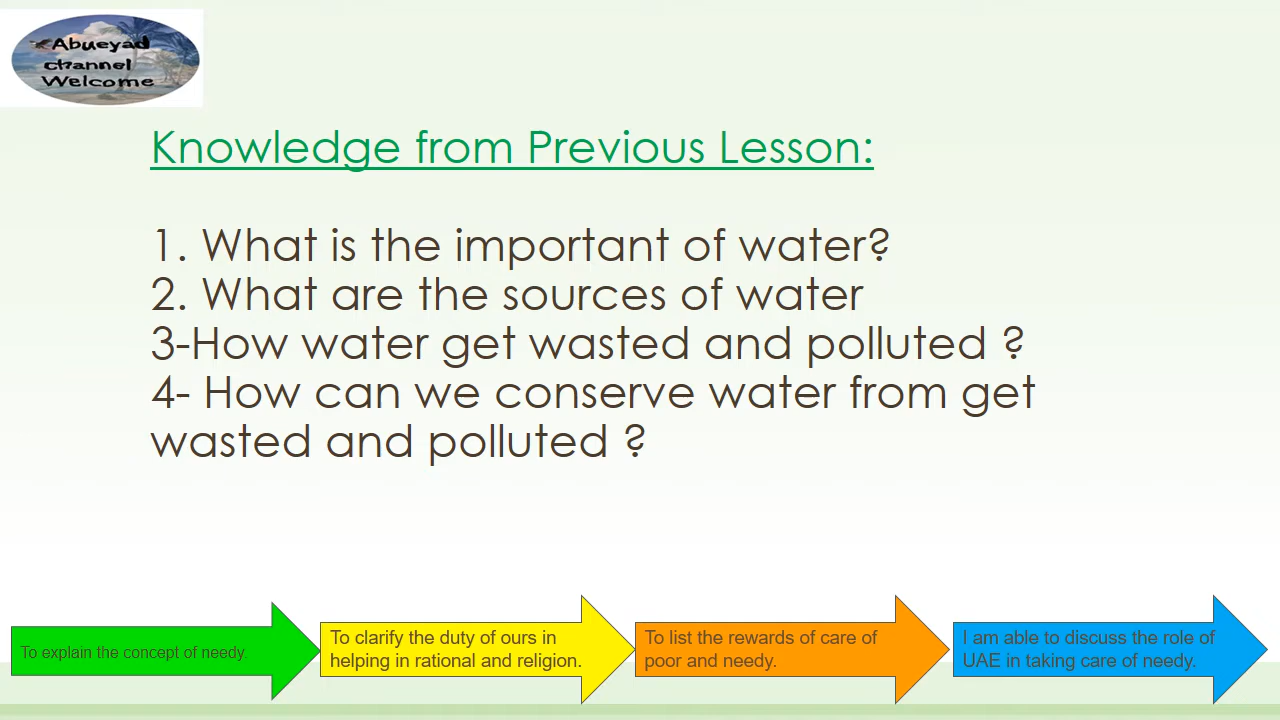 Abueyad
channel
Welcome
Knowledge from Previous Lesson:
1. What is the important of water?
2. What are the sources of water
3-How water get wasted and polluted ?
4- How can we conserve water from get
wasted and polluted ?
To explain the concept of needy.
To clarify the duty of ours in
helping in rational and religion.
To list the rewards of care of
poor and needy.
I am able to discuss the role of
UAE in taking care of needy.